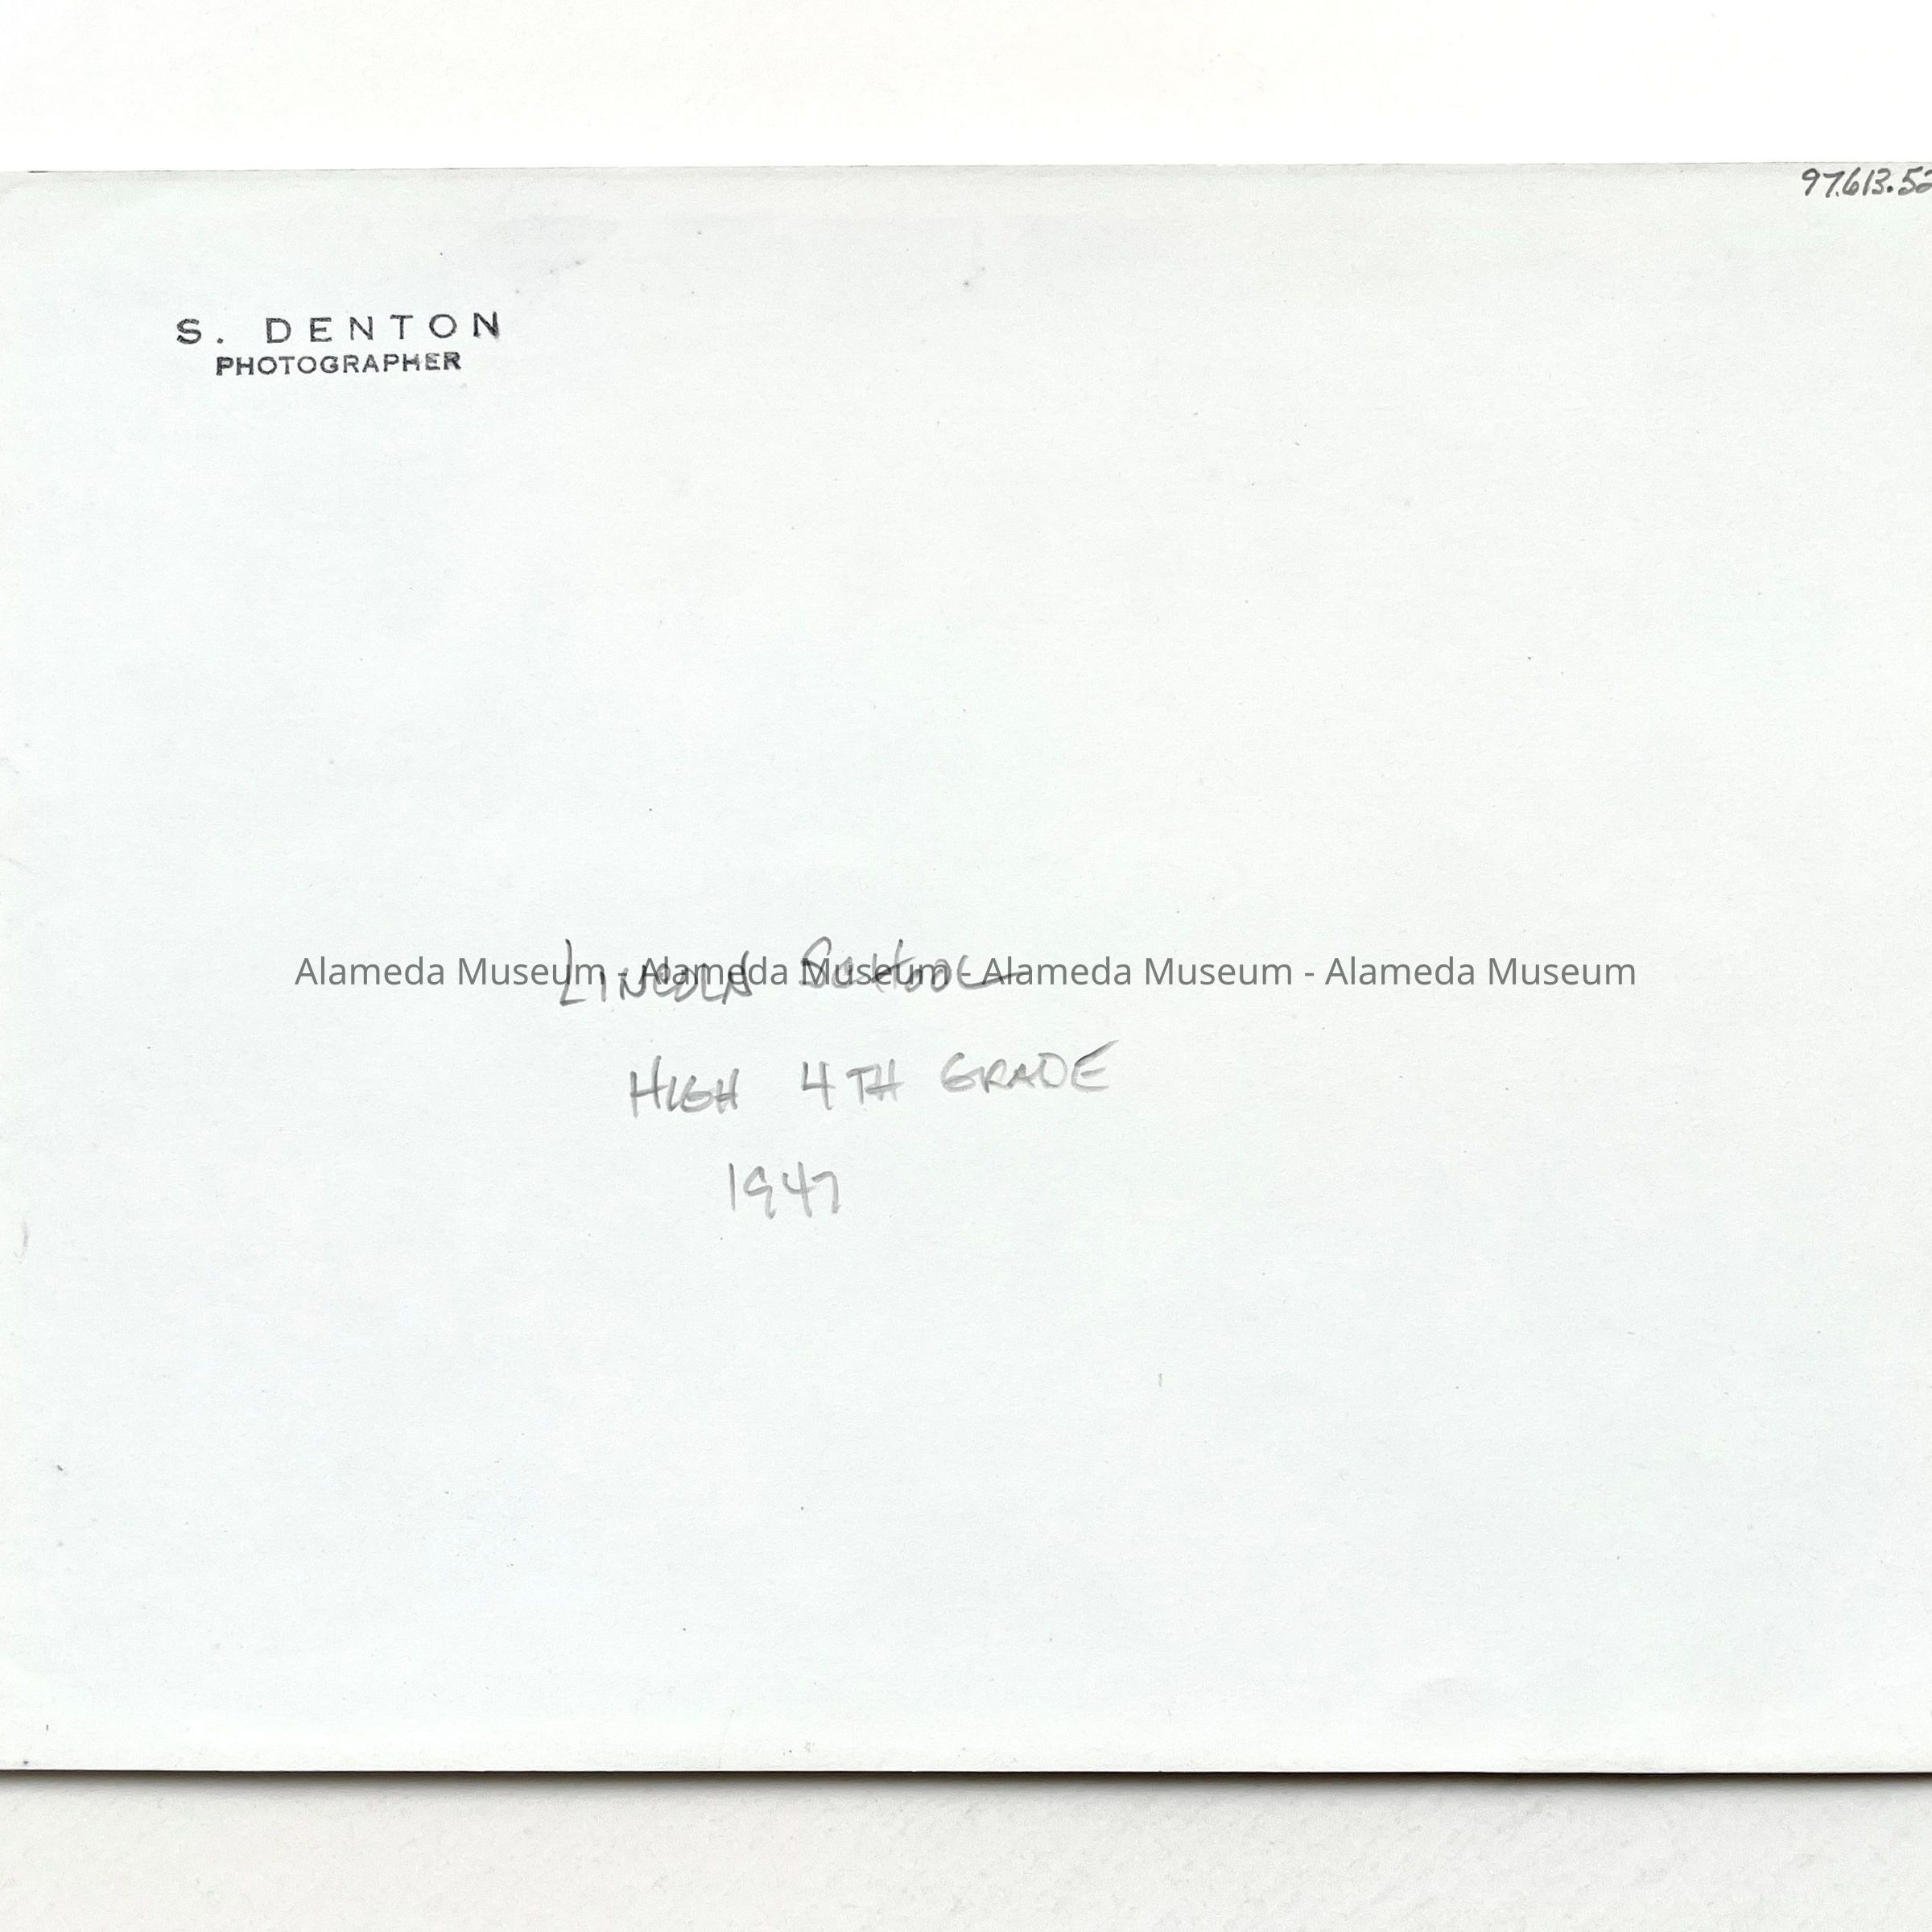 97.613.52
S. DENTON
PHOTOGRAPHER
Alameda Museum - Alameda Museum - Alameda Museum - Alameda Museum
LINCOLN SCHOOL
HIGH 4TH GRADE
1947